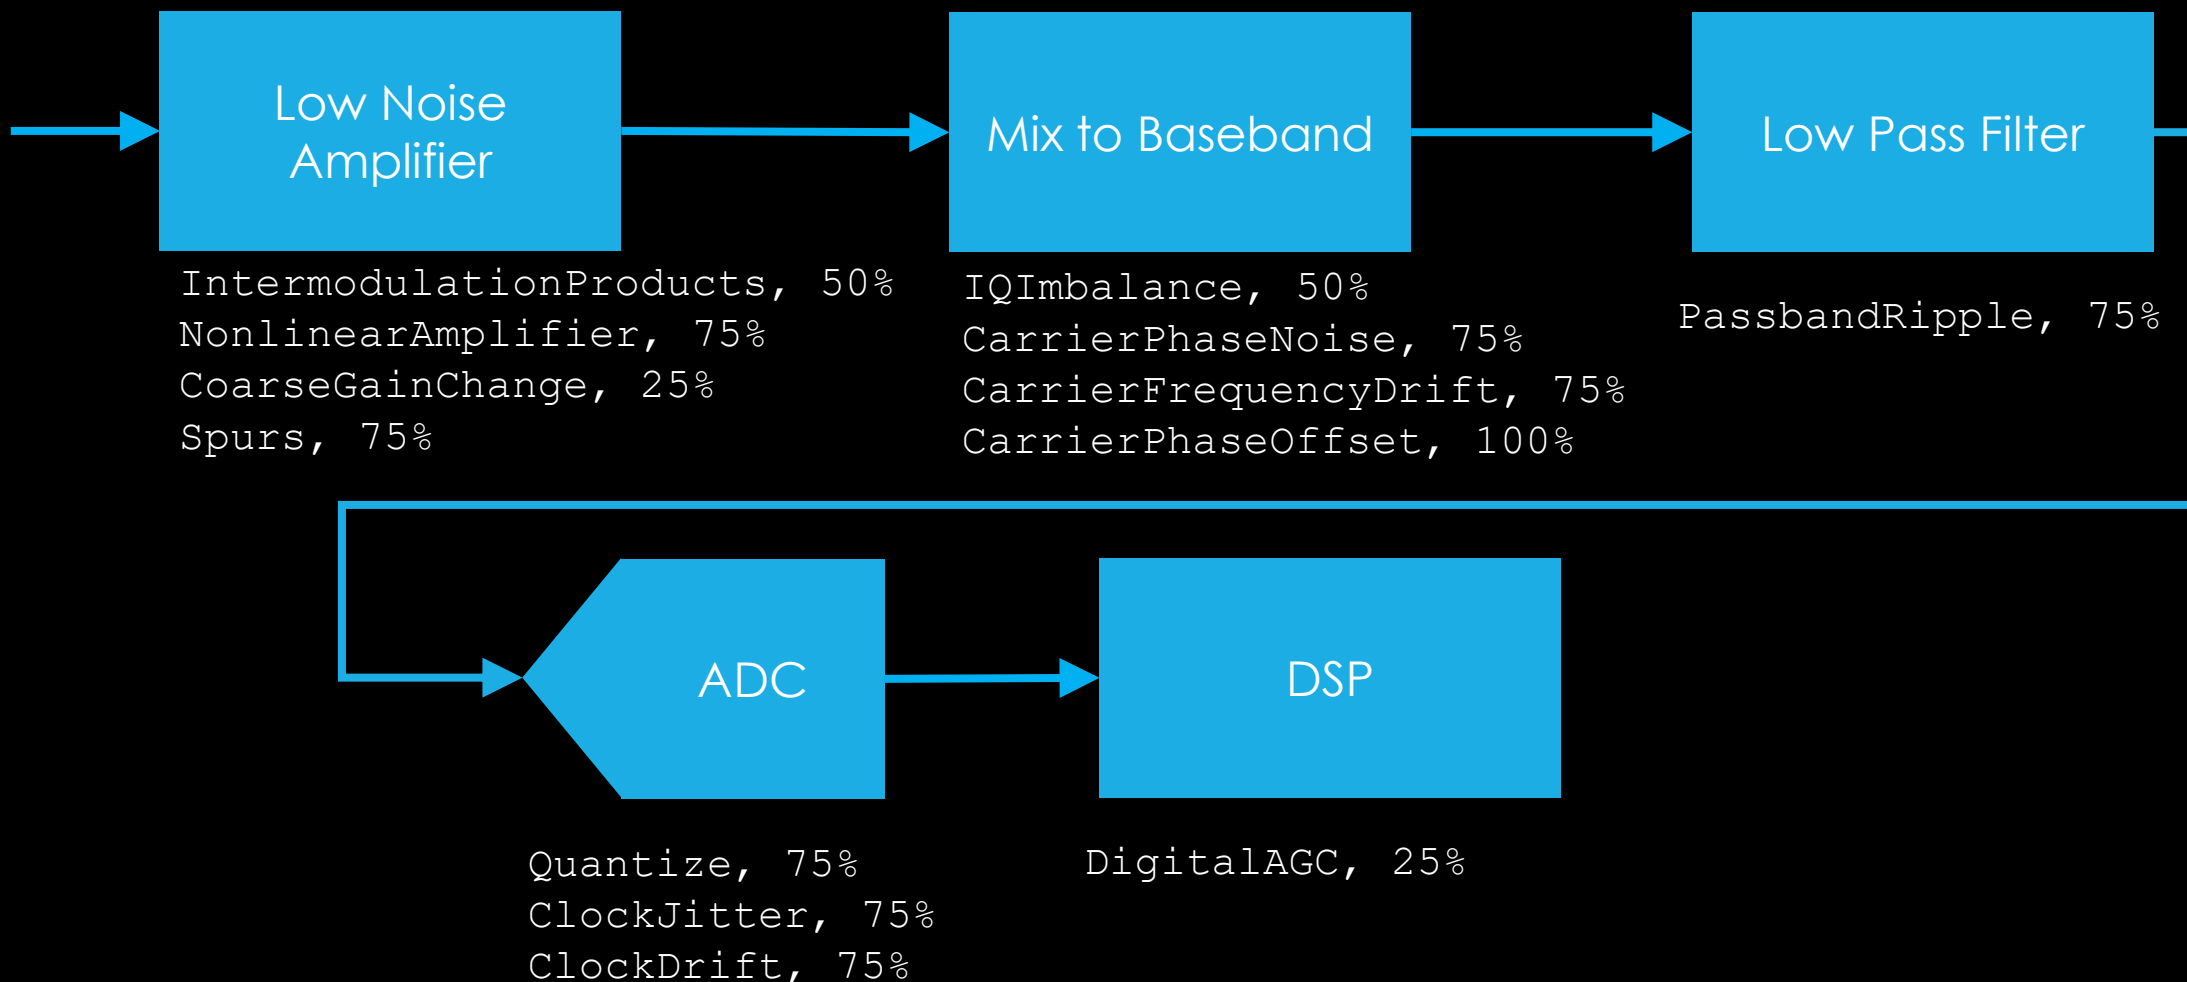 Low Noise
Amplifier
Mix to Baseband
Low Pass Filter
IntermodulationProducts, 50%
NonlinearAmplifier, 75%
CoarseGainChange, 25%
Spurs, 75%
IQImbalance, 50%
CarrierPhaseNoise, 75%
CarrierFrequencyDrift, 75%
CarrierPhaseOffset, 100%
PassbandRipple, 75%
ADC
DSP
Quantize, 75%
ClockJitter, 75%
ClockDrift, 75%
DigitalAGC, 25%